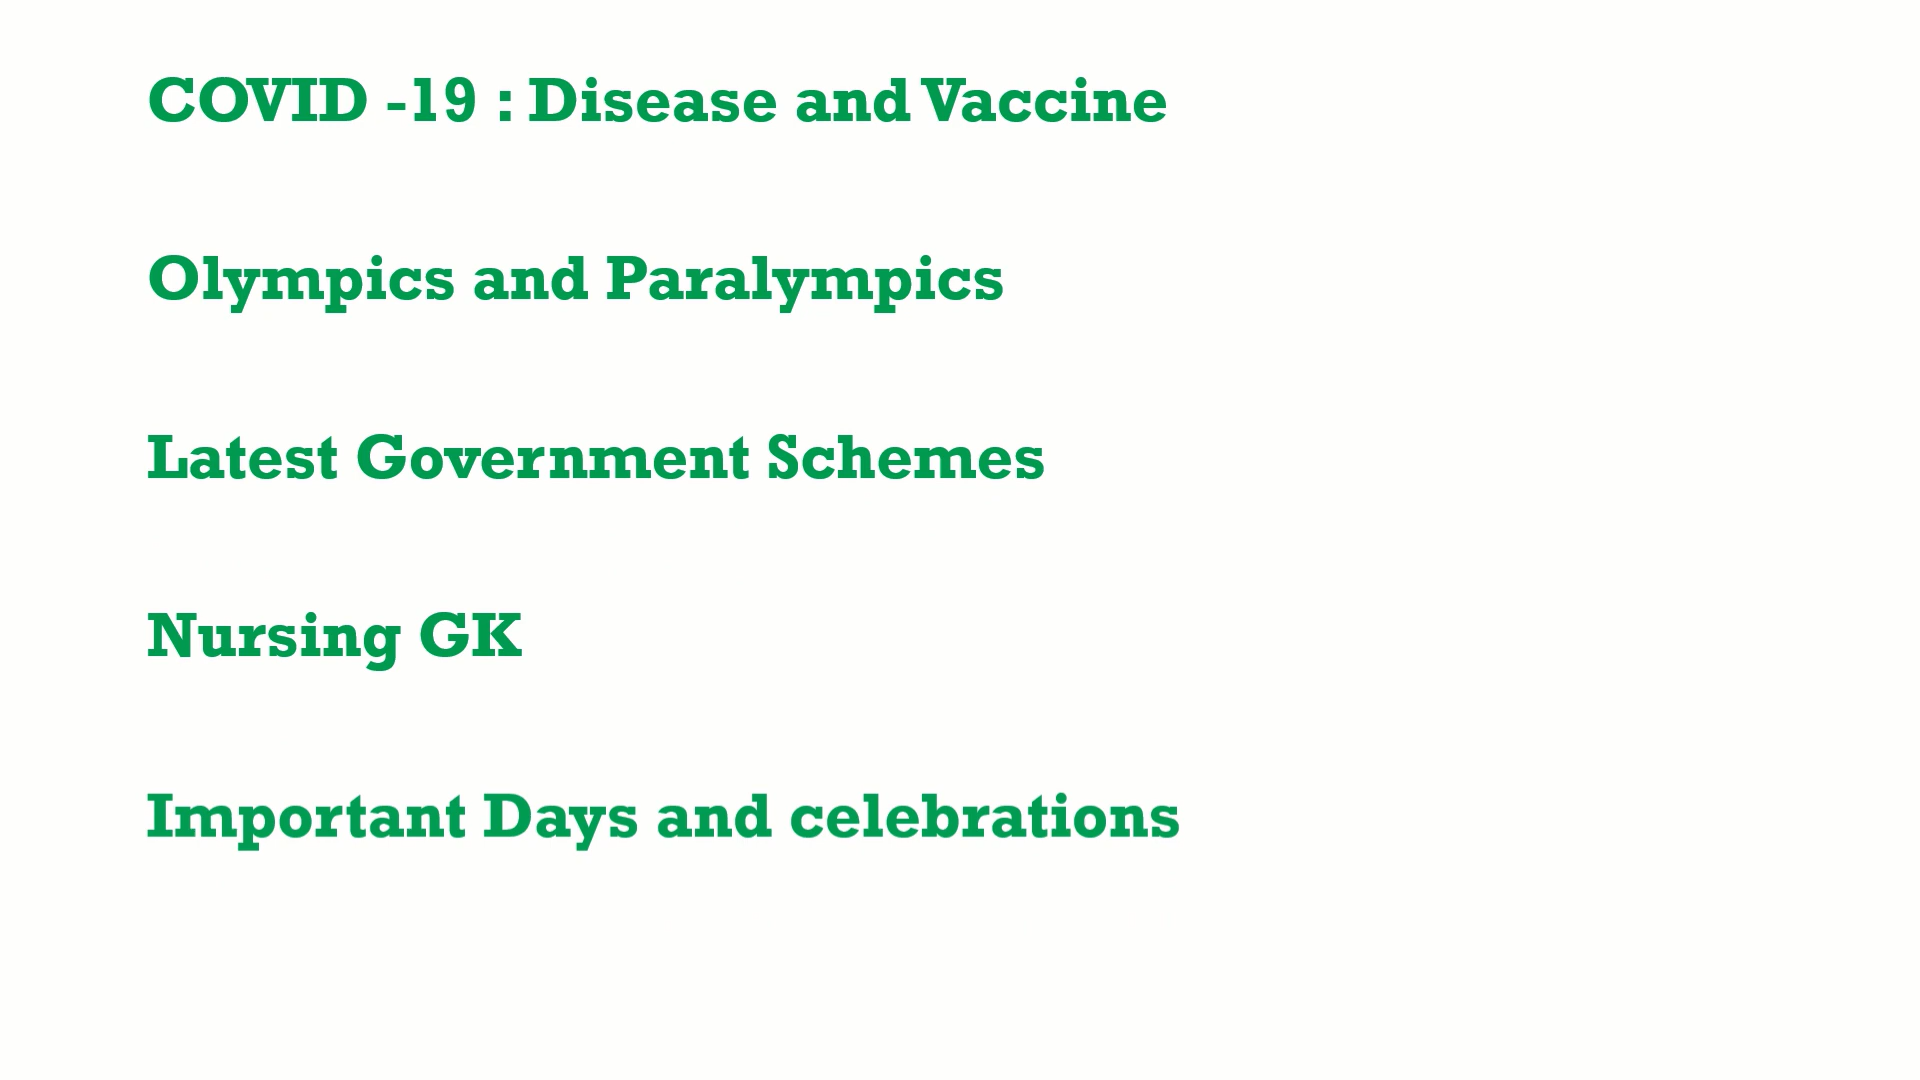 COVID -19 : Disease and Vaccine
Olympics and Paralympics
Latest Government Schemes
Nursing GK
Important Days and celebrations